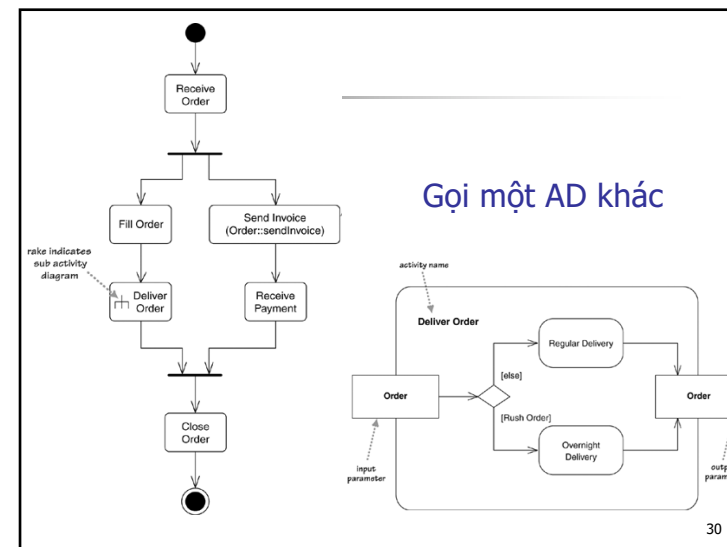 Receive
Order
Gọi một AD khác
Fill Order
Send Invoice
(Order::sendInvoice)
rake indicates
sub activity
diagram
Deliver
Order
Receive
Payment
Close
Order
activity name
Deliver Order
Regular Delivery
[else]
Order
Order
[Rush Order]
Overnight
Delivery
input
parameter
30